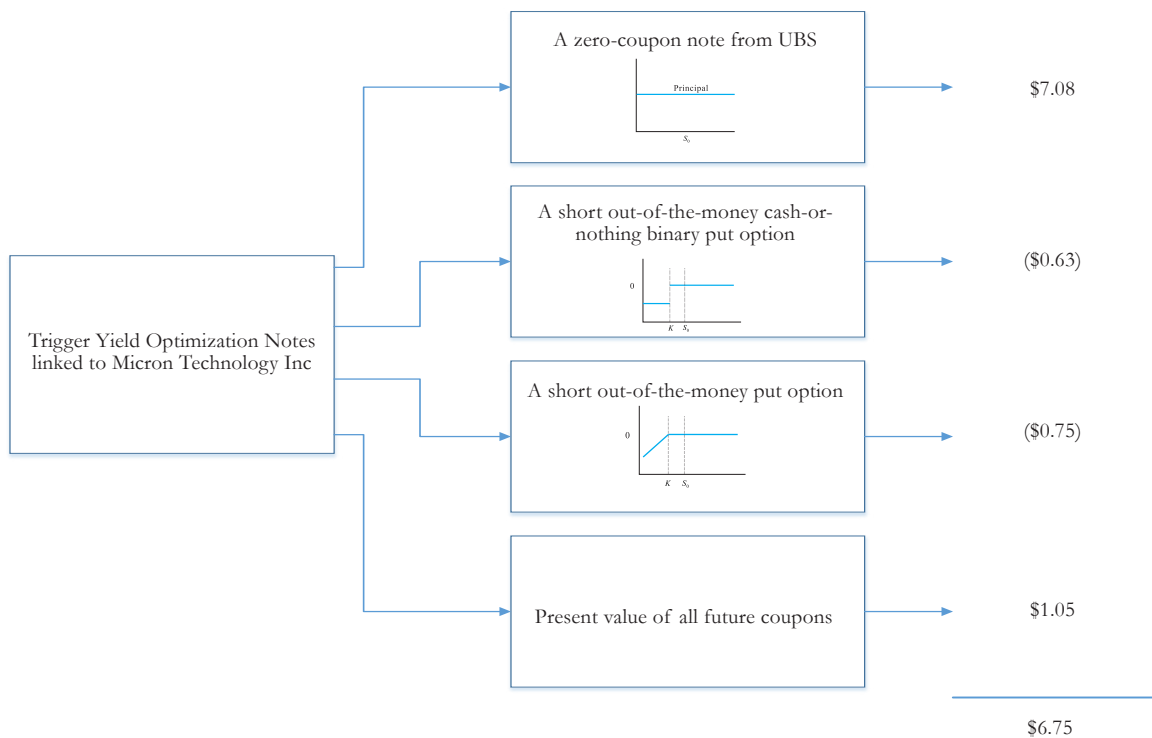 A zero-coupon note from UBS
Principal
S₀
$7.08
A short out-of-the-money cash-or-
nothing binary put option
0
K S₀
($0.63)
Trigger Yield Optimization Notes
linked to Micron Technology Inc
A short out-of-the-money put option
0
K S₀
($0.75)
Present value of all future coupons
$1.05
$6.75